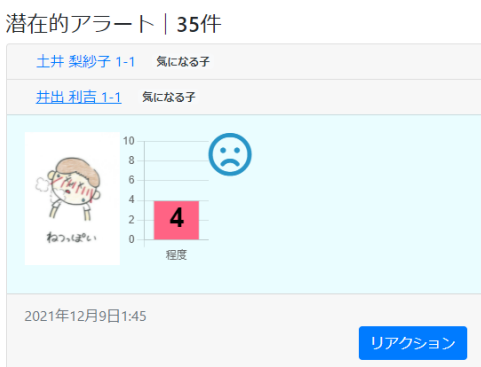 潜在的アラート｜35件
土井 梨紗子 1-1 気になる子
井出 利吉 1-1 気になる子
10
8
6
4
2
0
4
程度
ねつっぽい
2021年12月9日1:45
リアクション